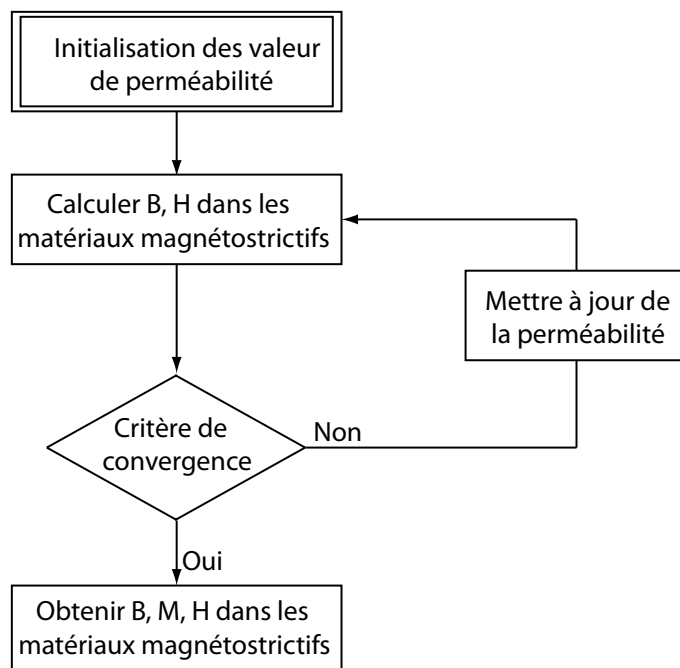 Initialisation des valeur
de perméabilité
Calculer B, H dans les
matériaux magnétostrictifs
Mettre à jour de
la perméabilité
Critère de
convergence
Non
Oui
Obtenir B, M, H dans les
matériaux magnétostrictifs